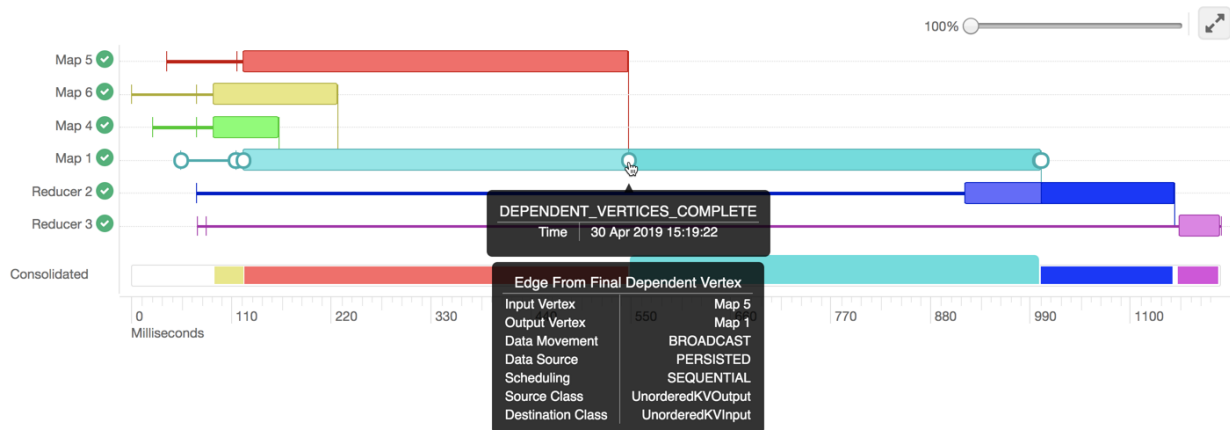 100%
Map 5
Map 6
Map 4
Map 1
Reducer 2
Reducer 3
DEPENDENT_VERTICES_COMPLETE
Time 30 Apr 2019 15:19:22
Consolidated
Edge From Final Dependent Vertex
Input Vertex Map 5
Output Vertex Map 1
Data Movement BROADCAST
Data Source PERSISTED
Scheduling SEQUENTIAL
Source Class UnorderedKVOutput
Destination Class UnorderedKVInput
0 110 220 330 440 550 660 770 880 990 1100
Milliseconds